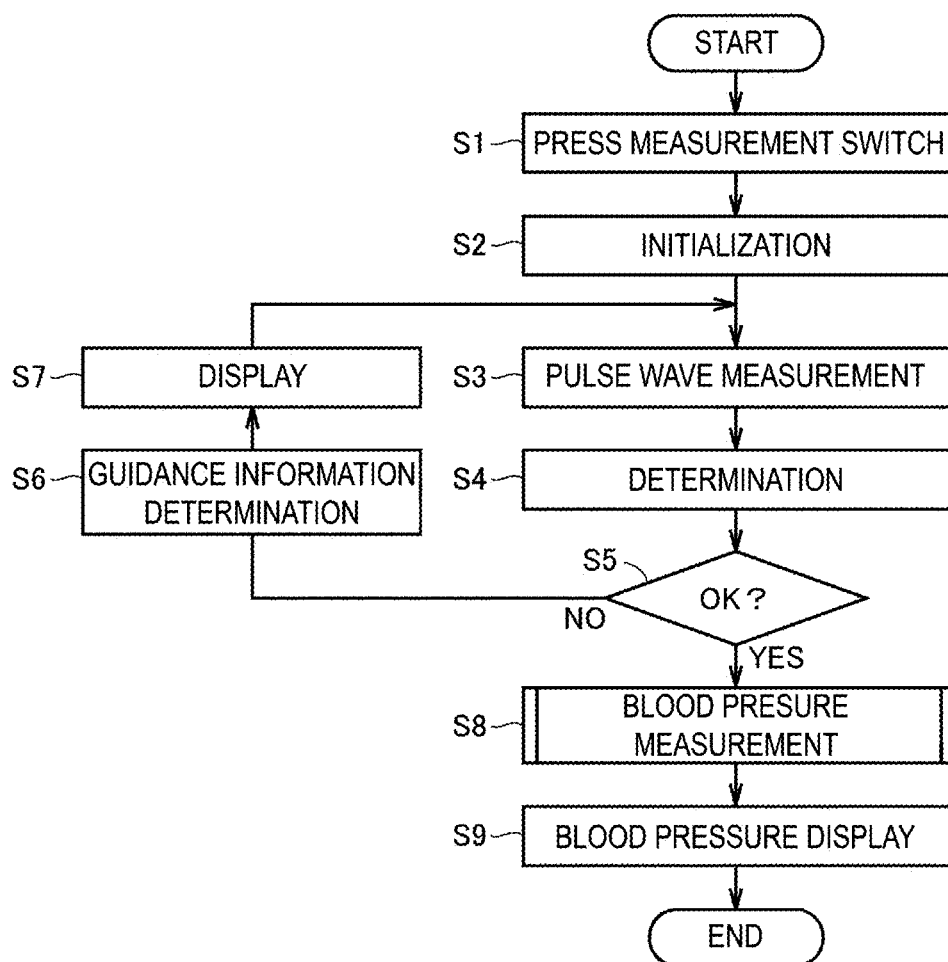 START
S1 PRESS MEASUREMENT SWITCH
S2 INITIALIZATION
S7 DISPLAY
S3 PULSE WAVE MEASUREMENT
S6 GUIDANCE INFORMATION
DETERMINATION
S4 DETERMINATION
S5
OK?
NO
YES
S8 BLOOD PRESURE
MEASUREMENT
S9 BLOOD PRESSURE DISPLAY
END